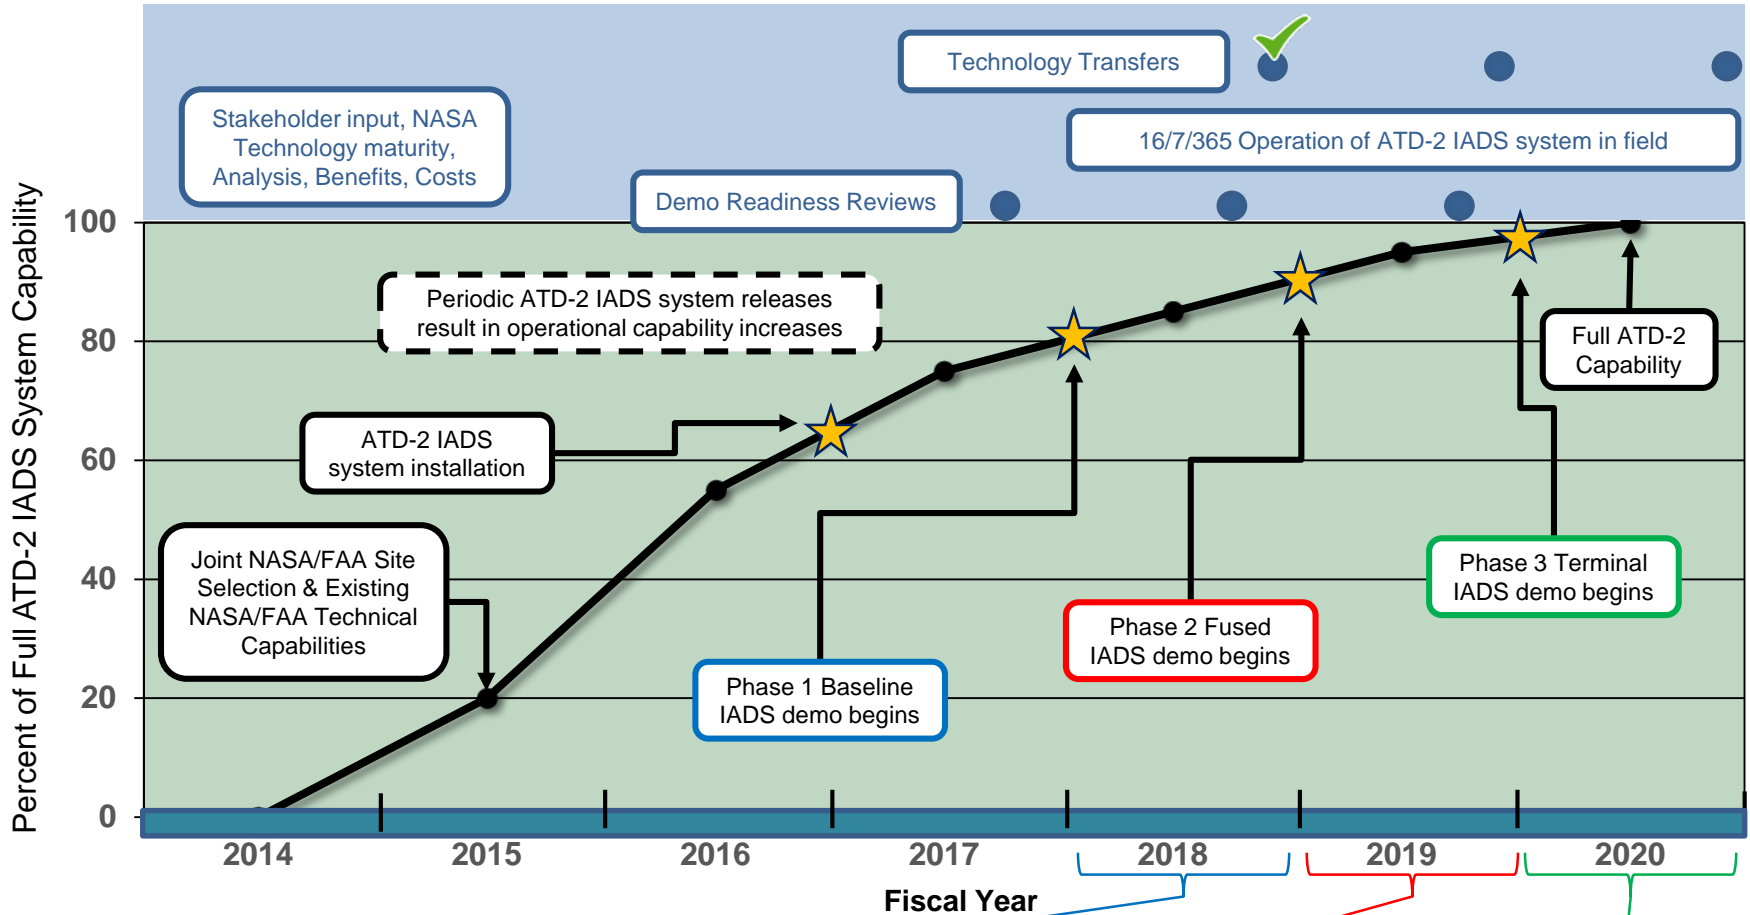 Technology Transfers
Stakeholder input, NASA
Technology maturity,
Analysis, Benefits, Costs
16/7/365 Operation of ATD-2 IADS system in field
Demo Readiness Reviews
Percent of Full ATD-2 IADS System Capability
100
80
60
40
20
0
Periodic ATD-2 IADS system releases
result in operational capability increases
Full ATD-2
Capability
ATD-2 IADS
system installation
Joint NASA/FAA Site
Selection & Existing
NASA/FAA Technical
Capabilities
Phase 3 Terminal
IADS demo begins
Phase 2 Fused
IADS demo begins
Phase 1 Baseline
IADS demo begins
2014 2015 2016 2017 2018 2019 2020
Fiscal Year